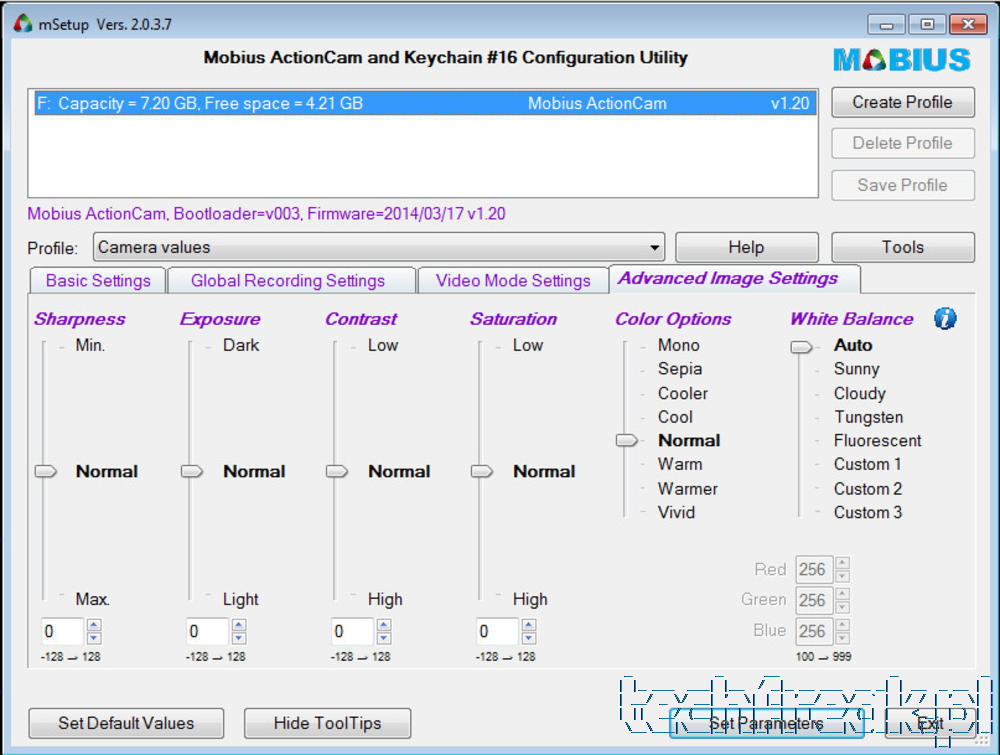 mSetup Vers. 2.0.3.7
Mobius ActionCam and Keychain #16 Configuration Utility
MOBIUS
F: Capacity = 7.20 GB, Free space = 4.21 GB Mobius ActionCam v1.20
Create Profile
Delete Profile
Save Profile
Mobius ActionCam, Bootloader=v003, Firmware=2014/03/17 v1.20
Profile: Camera values Help Tools
Basic Settings Global Recording Settings Video Mode Settings Advanced Image Settings
Sharpness Exposure Contrast Saturation Color Options White Balance
Min. Dark Low Low Mono Auto
Sepia Sunny
Cooler Cloudy
Cool Tungsten
Normal Fluorescent
Normal Normal Normal Normal Warm Custom 1
Warmer Custom 2
Vivid Custom 3
Red 256
Max. Light High High Green 256
0 0 0 0 Blue 256
-128 → 128 -128 → 128 -128 → 128 -128 → 128 100 → 999
techfreak.pl
Set Default Values Hide ToolTips Set Parameters Exit